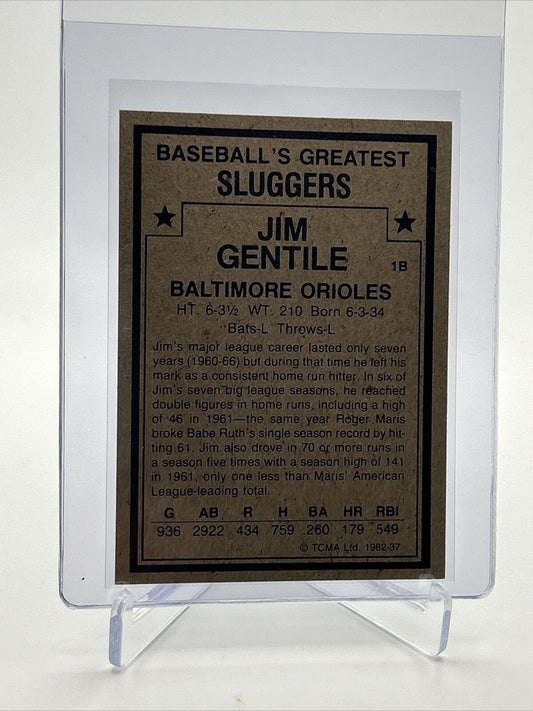 BASEBALL'S GREATEST
SLUGGERS
JIM
GENTILE
1B
BALTIMORE ORIOLES
HT. 6-3½ WT. 210 Born 6-3-34
Bats-L Throws-L
Jim's major league career lasted only seven
years (1960-66) but during that time he left his
mark as a consistent home run hitter. In six of
Jim's seven big league seasons, he reached
double figures in home runs, including a high
of 46 in 1961—the same year Roger Maris
broke Babe Ruth's single season record by hit-
ting 61. Jim also drove in 70 or more runs in
a season five times with a season high of 141
in 1961, only one less than Maris' American
League-leading total.
G AB R H BA HR RBI
936 2922 434 759 .260 179 549
© TCMA Ltd. 1982-37